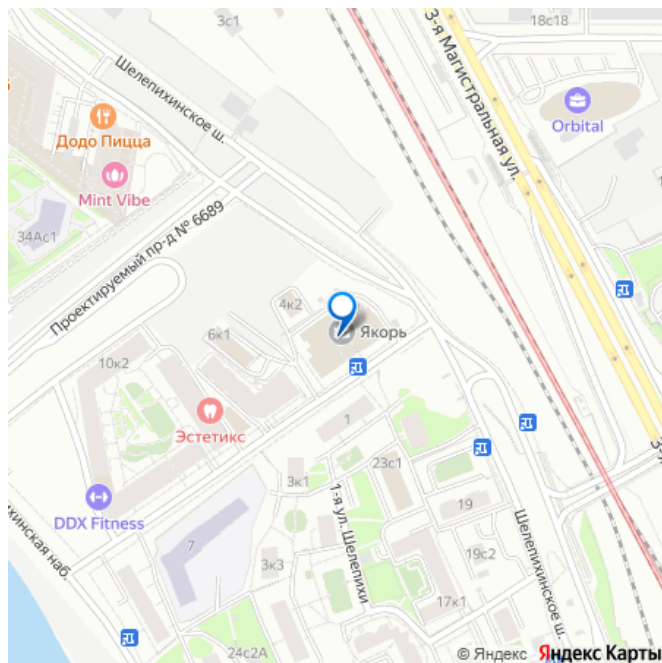 3с1
18с18
Шелепихинское ш.
3-я Магистральная ул.
Додо Пицца
Orbital
Mint Vibe
34Ас1
Проектируемый пр-д № 6689
4к2
Якорь
6к1
10к2
Эстетикс
1
23с1
3к1
DDX Fitness
1-я ул. Шелепихи
19
7
Шелепихинское ш.
19с2
3к3
17к1
24с2А
© Яндекс Яндекс Карты